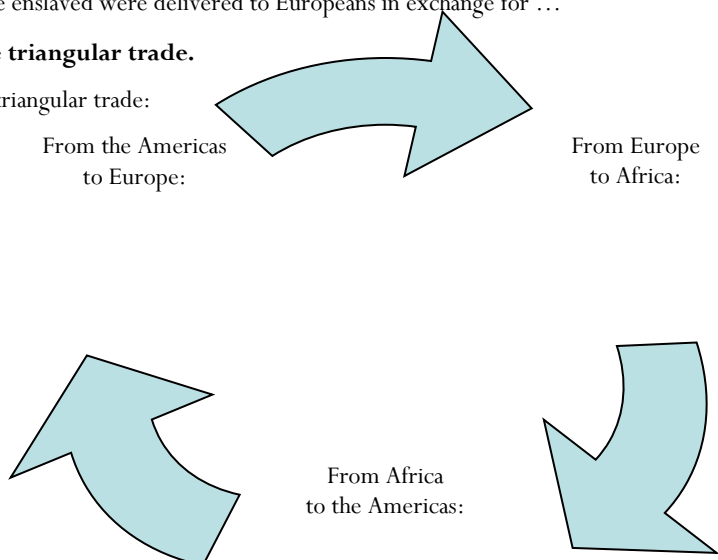 e enslaved were delivered to Europeans in exchange for …
e triangular trade.
triangular trade:
From the Americas
to Europe:
From Europe
to Africa:
From Africa
to the Americas: